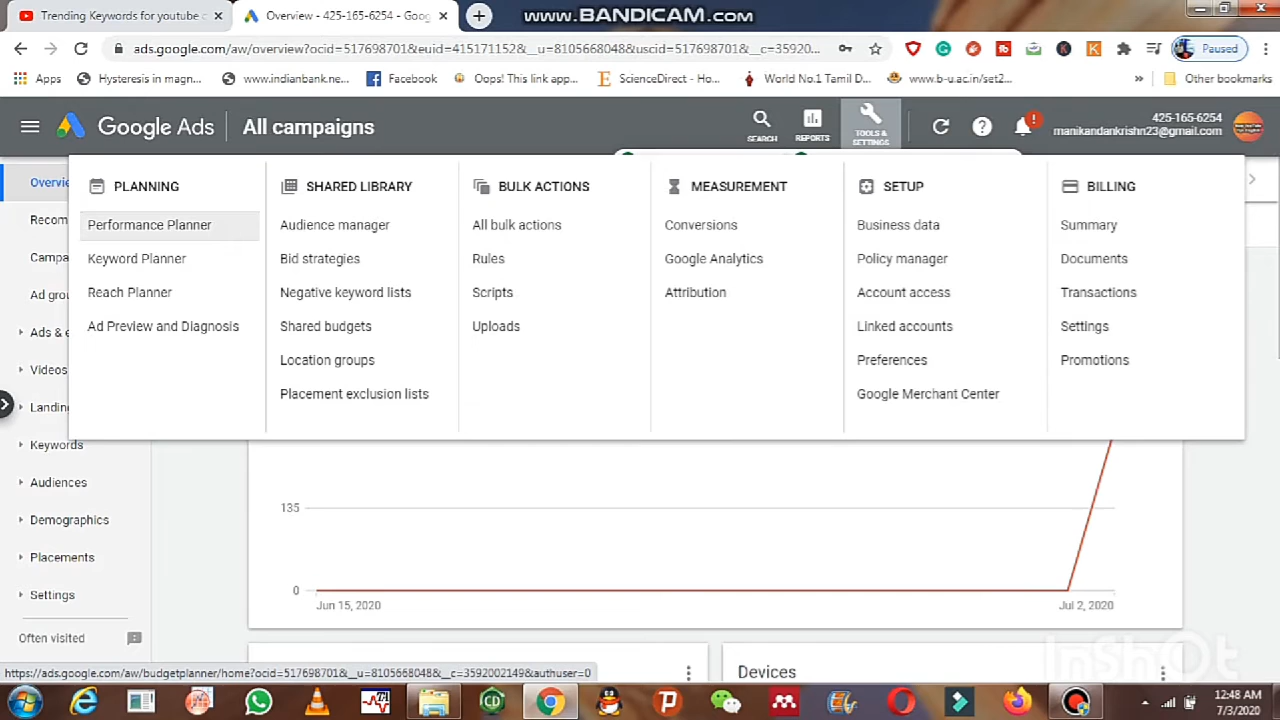 Trending Keywords for youtube c
Overview - 425-165-6254 - Goog
www.BANDICAM.com
ads.google.com/aw/overview?ocid=517698701&euid=415171152&__u=8105668048&uscid=517698701&__c=35920...
Paused
Apps
Hysteresis in magn...
www.indianbank.ne...
Facebook
Oops! This link app...
ScienceDirect - Ho...
World No.1 Tamil D...
www.b-u.ac.in/set2...
»
Other bookmarks
Google Ads
All campaigns
SEARCH
REPORTS
TOOLS & SETTINGS
425-165-6254
manikandankrishn23@gmail.com
Overvie
Recom
Campa
Ad grou
Ads & e
Videos
Landin
Keywords
Audiences
Demographics
Placements
Settings
Often visited
PLANNING
Performance Planner
Keyword Planner
Reach Planner
Ad Preview and Diagnosis
SHARED LIBRARY
Audience manager
Bid strategies
Negative keyword lists
Shared budgets
Location groups
Placement exclusion lists
BULK ACTIONS
All bulk actions
Rules
Scripts
Uploads
MEASUREMENT
Conversions
Google Analytics
Attribution
SETUP
Business data
Policy manager
Account access
Linked accounts
Preferences
Google Merchant Center
BILLING
Summary
Documents
Transactions
Settings
Promotions
135
0
Jun 15, 2020
Jul 2, 2020
Devices
InShOt
https://ads.google.com/aw/budgetplanner/home?ocid=517698701&__u=8105668048&__c=3592002149&authuser=0
12:48 AM
7/3/2020